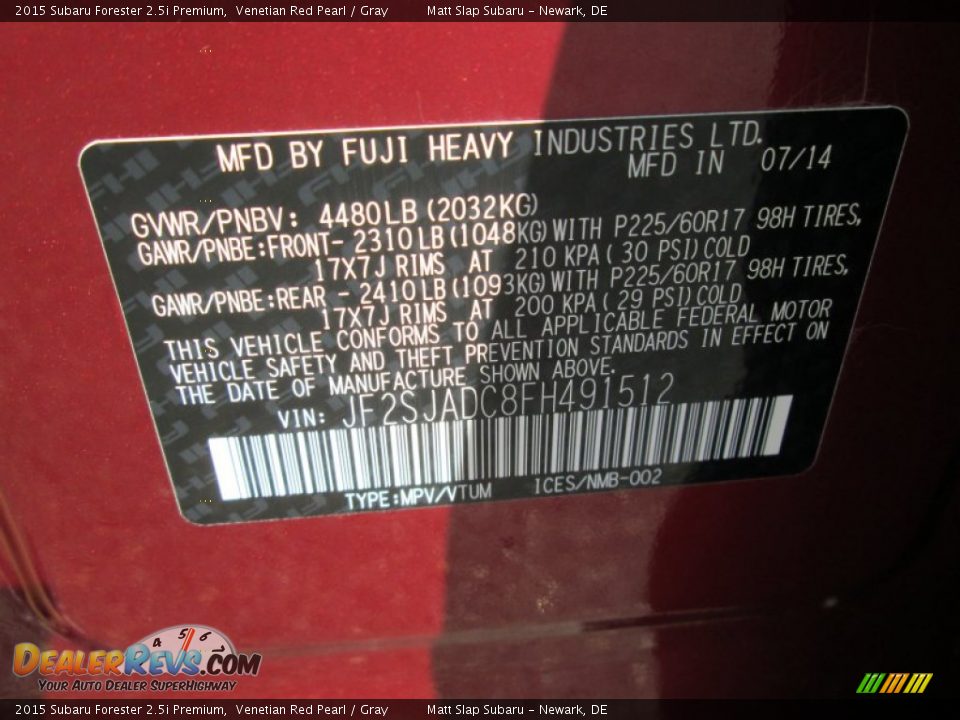 2015 Subaru Forester 2.5i Premium,  Venetian Red Pearl / Gray        Matt Slap Subaru - Newark, DE
MFD BY FUJI HEAVY INDUSTRIES LTD.
MFD IN 07/14
GVWR/PNBV: 4480LB(2032KG)
GAWR/PNBE:FRONT- 2310LB(1048KG)WITH P225/60R17 98H TIRES,
17X7J RIMS AT 210 KPA( 30 PSI)COLD
GAWR/PNBE:REAR - 2410LB(1093KG)WITH P225/60R17 98H TIRES,
17X7J RIMS AT 200 KPA( 29 PSI)COLD
THIS VEHICLE CONFORMS TO ALL APPLICABLE FEDERAL MOTOR
VEHICLE SAFETY AND THEFT PREVENTION STANDARDS IN EFFECT ON
THE DATE OF MANUFACTURE SHOWN ABOVE.
VIN: JF2SJADC8FH491512
TYPE:MPV/VTUM ICES/NMB-002
4 5 6
DEALERREVS.COM
YOUR AUTO DEALER SUPERHIGHWAY
2015 Subaru Forester 2.5i Premium,  Venetian Red Pearl / Gray        Matt Slap Subaru - Newark, DE